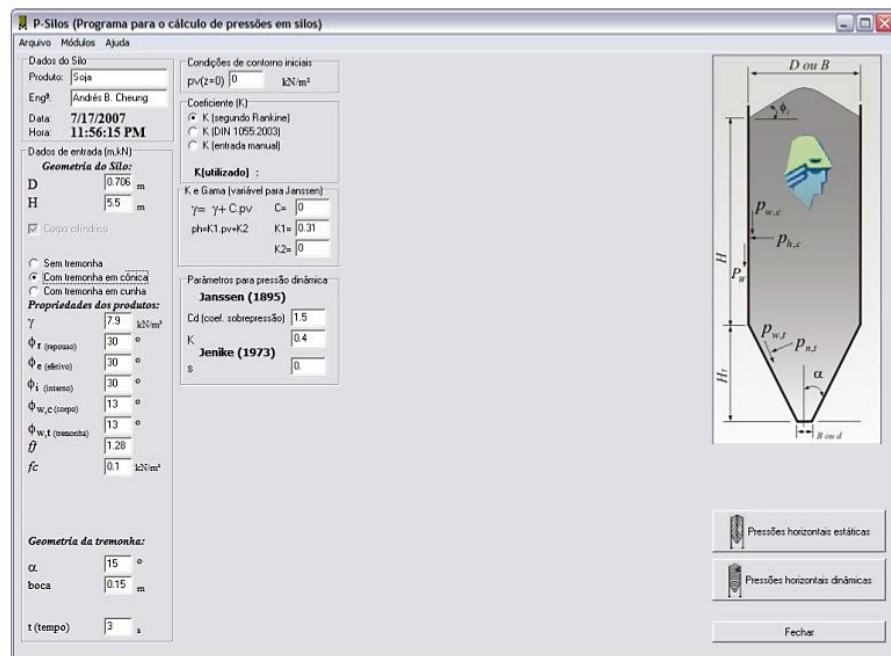 P-Silos (Programa para o cálculo de pressões em silos)
Arquivo Módulos Ajuda
Dados do Silo
Produto: Soja
Engº. Andrés B. Cheung
Data: 7/17/2007
Hora: 11:56:15 PM
Dados de entrada (m,kN)
Geometria do Silo:
D 0.706 m
H 5.5 m
Corpo cilíndrico
Sem tremonha
Com tremonha em cônica
Com tremonha em cunha
Propriedades dos produtos:
γ 7.9 kN/m³
ϕr (repouso) 30 º
ϕe (efetivo) 30 º
ϕi (interno) 30 º
ϕw,c (corpo) 13 º
ϕw,t (tremonha) 13 º
ff 1.28
fc 0.1 kN/m²
Geometria da tremonha:
α 15 º
boca 0.15 m
t (tempo) 3 s
Condições de contorno iniciais
pv(z=0) 0 kN/m²
Coeficiente (K)
K (segundo Rankine)
K (DIN 1055:2003)
K (entrada manual)
K(utilizado) :
K e Gama (variável para Janssen)
γ= γ+ C.pv C= 0
ph=K1.pv+K2 K1= 0.31
K2= 0
Parâmetros para pressão dinâmica
Janssen (1895)
Cd (coef. sobrepressão) 1.5
K 0.4
Jenike (1973)
s 0.
D ou B
ϕr
pw,c
ph,c
H
Pw
pw,t
pn,t
α
Hr
B ou d
Pressões horizontais estáticas
Pressões horizontais dinâmicas
Fechar